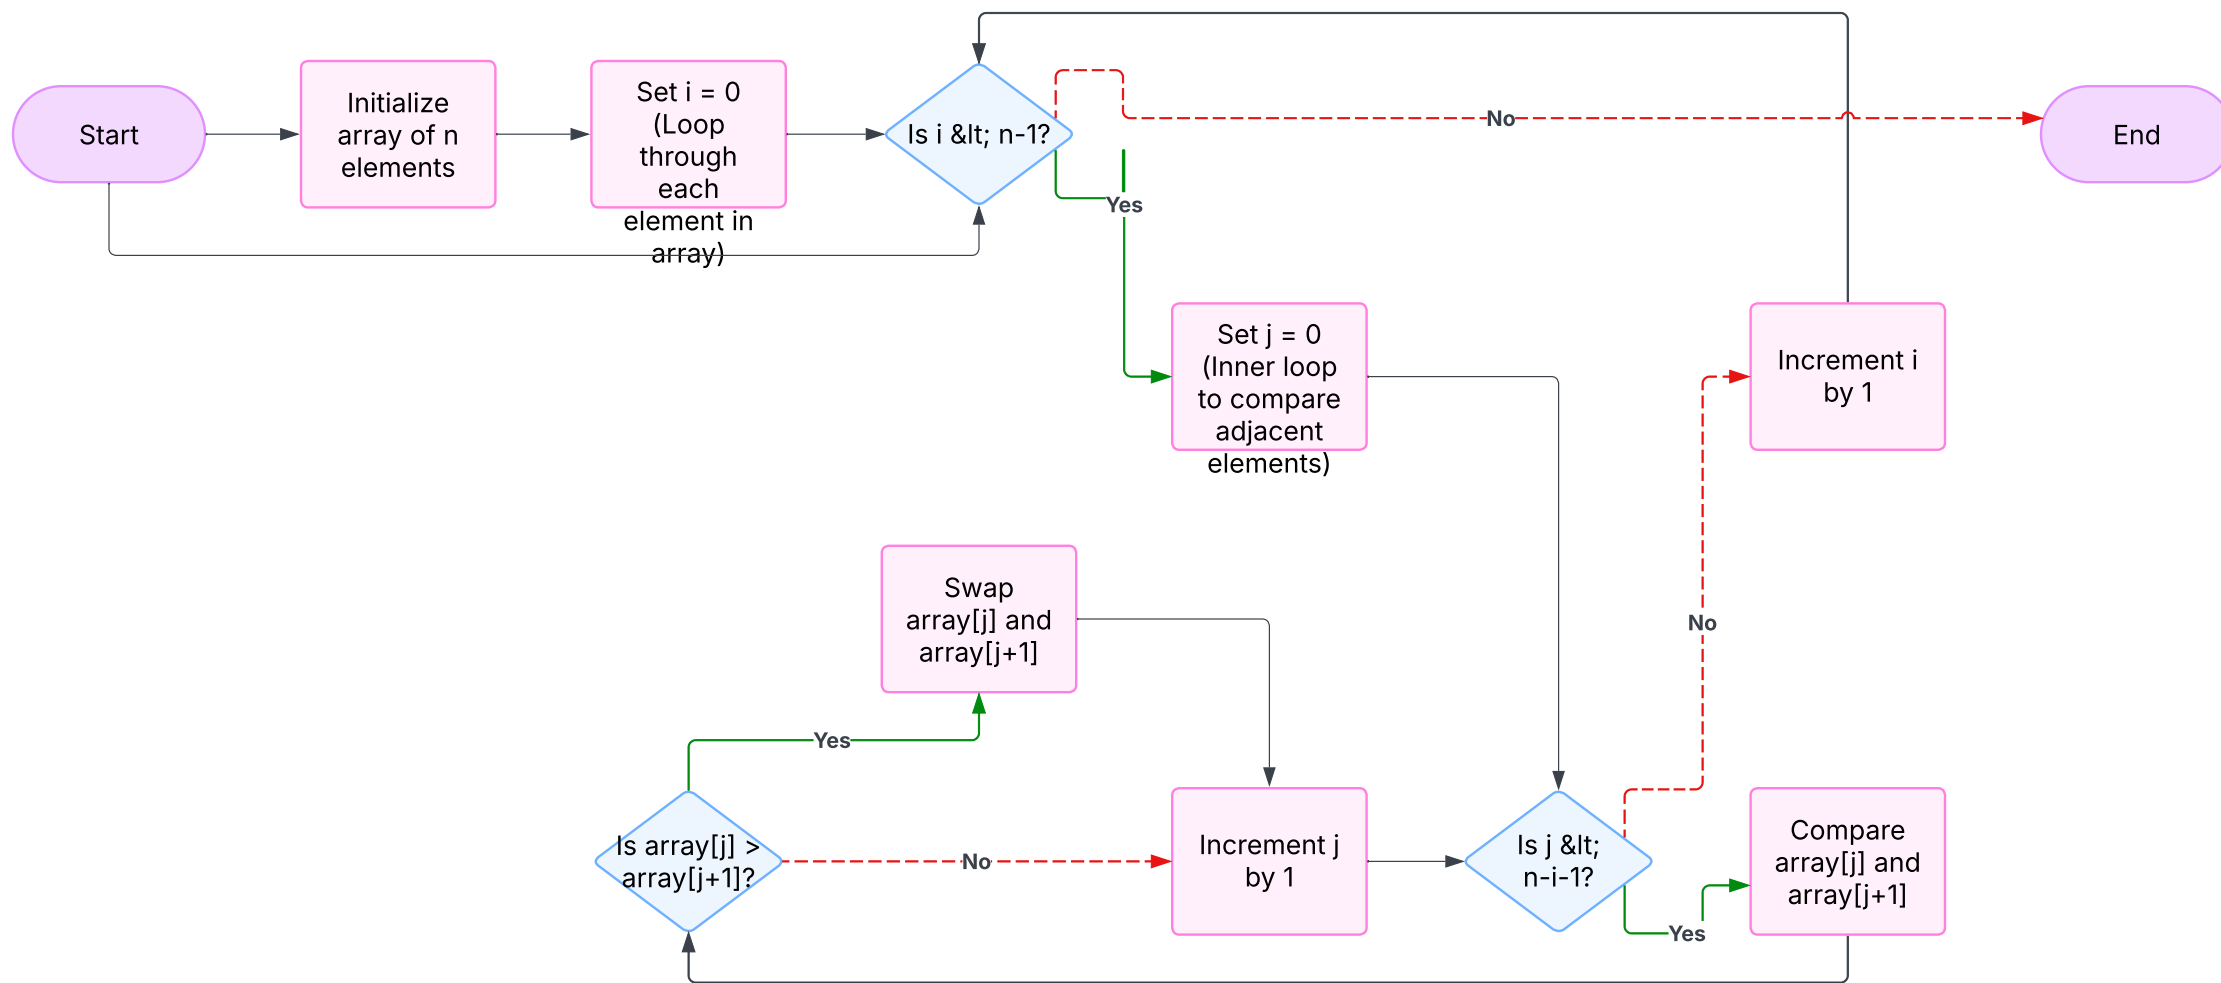 Start
Initialize
array of n
elements
Set i = 0
(Loop
through
each
element in
array)
Is i &lt; n-1?
No
End
Yes
Set j = 0
(Inner loop
to compare
adjacent
elements)
Increment i
by 1
Swap
array[j] and
array[j+1]
No
Yes
Is array[j] >
array[j+1]?
No
Increment j
by 1
Is j &lt;
n-i-1?
Yes
Compare
array[j] and
array[j+1]